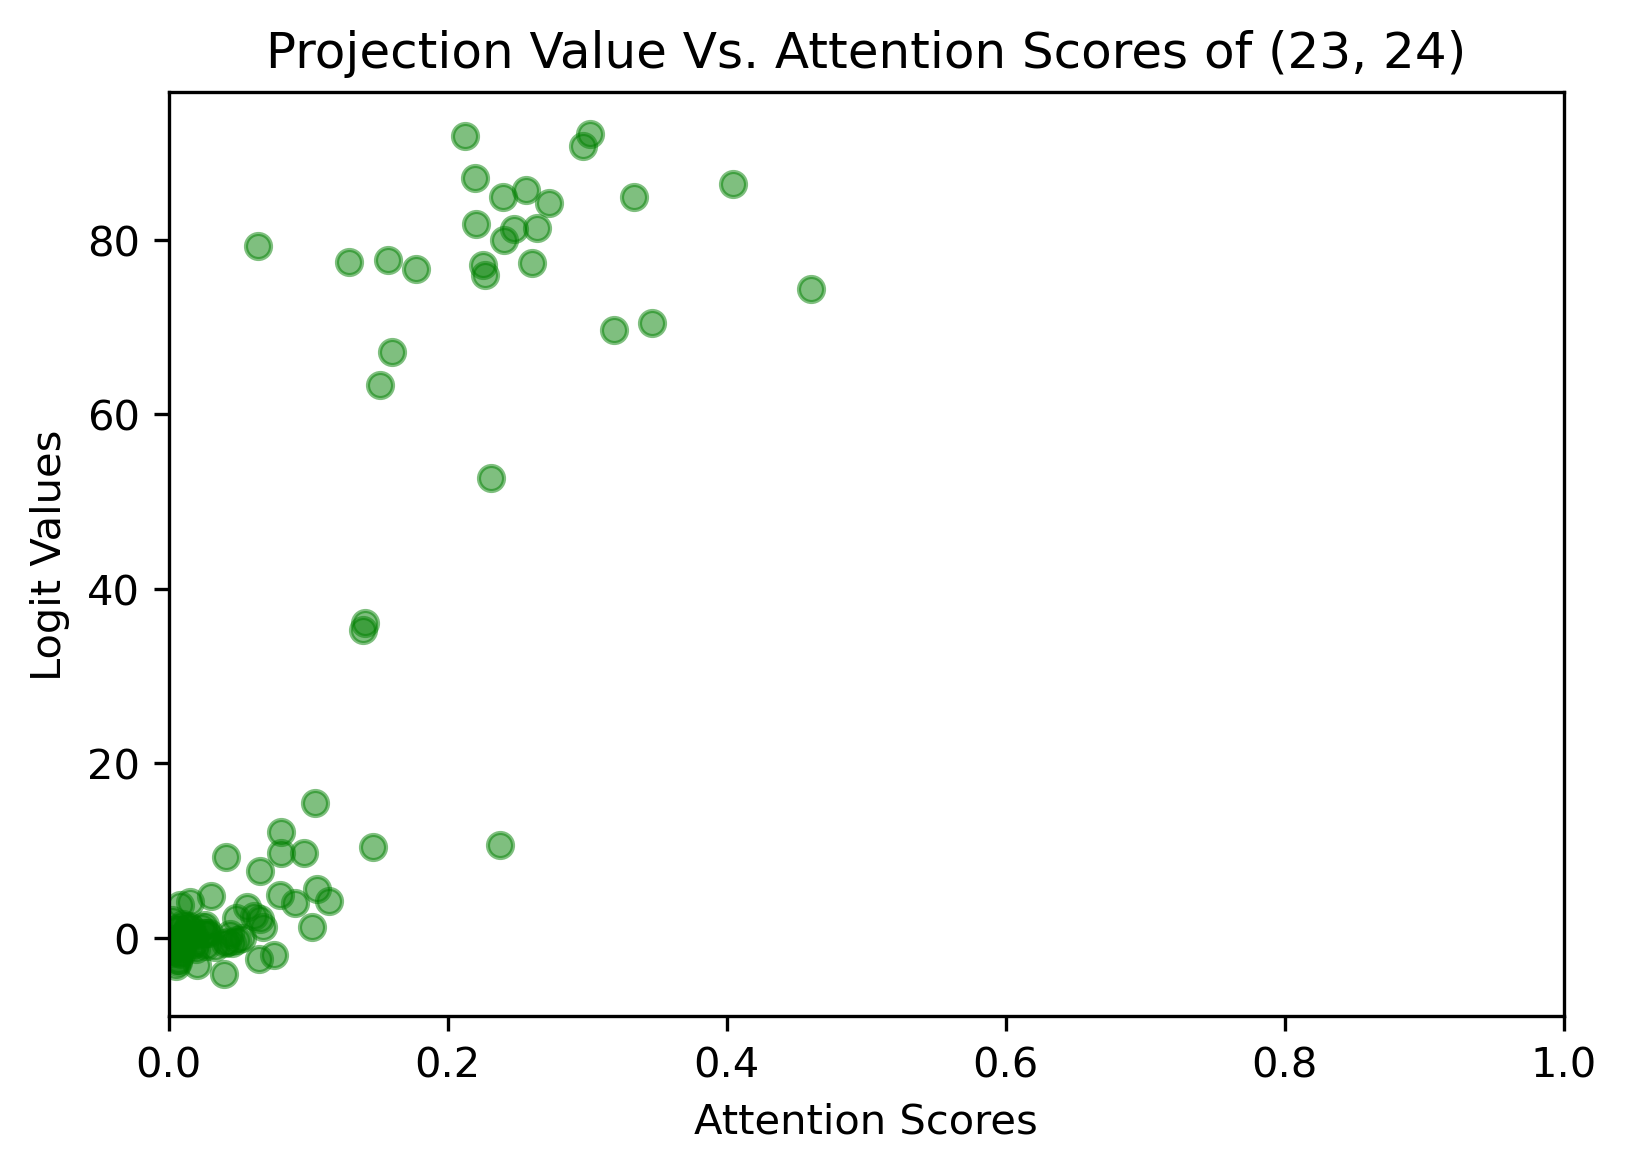 Projection Value Vs. Attention Scores of (23, 24)
80
60
40
20
0
Logit Values
0.0 0.2 0.4 0.6 0.8 1.0
Attention Scores